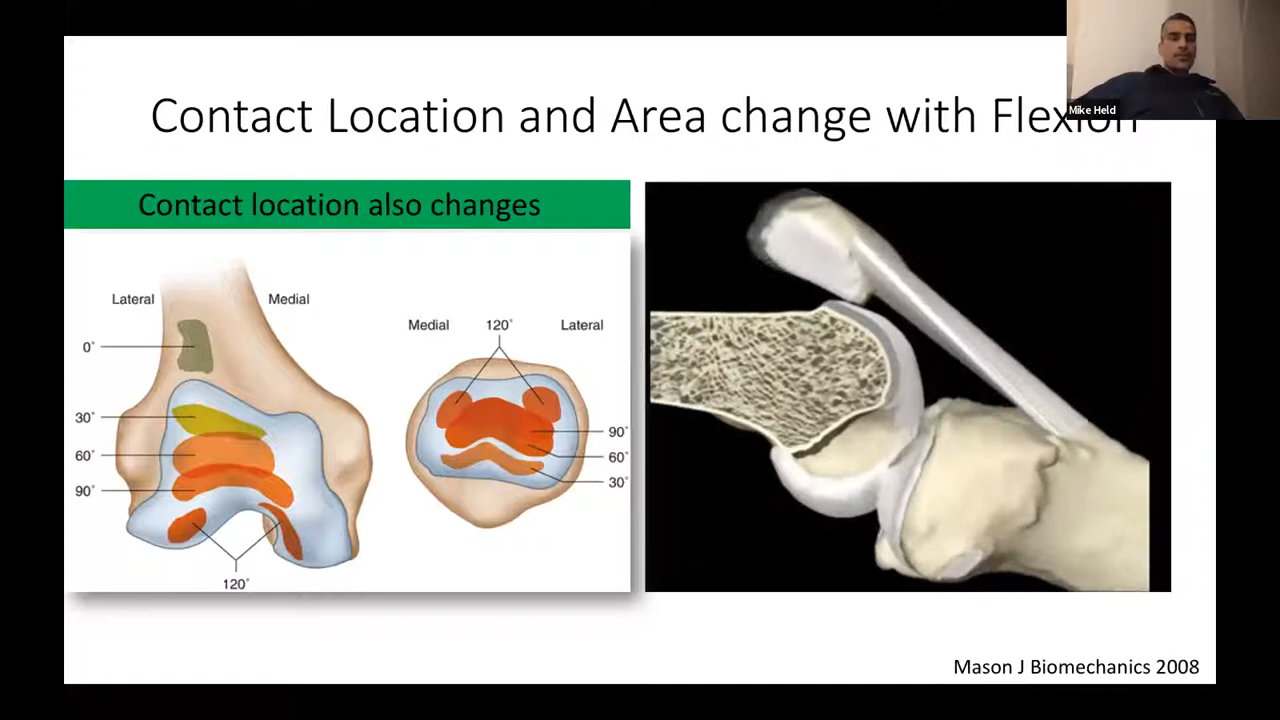 Contact Location and Area change with Flexion
Mike Held
Contact location also changes
Lateral
Medial
0°
30°
60°
90°
120°
Medial
120°
Lateral
90°
60°
30°
Mason J Biomechanics 2008